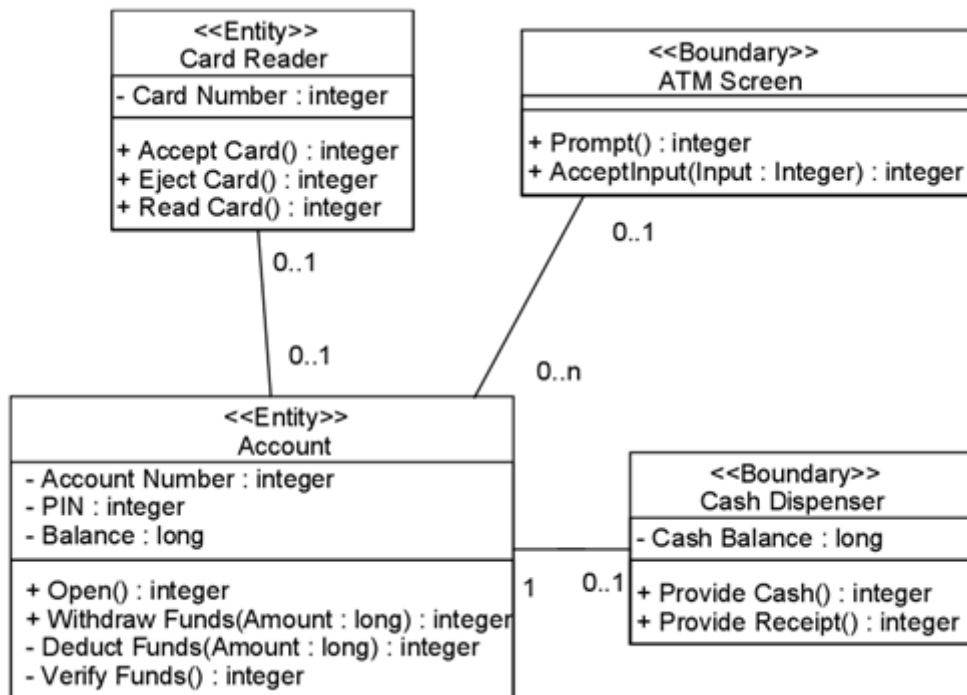 <<Entity>>
Card Reader
- Card Number : integer
+ Accept Card() : integer
+ Eject Card() : integer
+ Read Card() : integer
<<Boundary>>
ATM Screen
+ Prompt() : integer
+ AcceptInput(Input : Integer) : integer
0..1
0..1
0..1
0..n
<<Entity>>
Account
- Account Number : integer
- PIN : integer
- Balance : long
+ Open() : integer
+ Withdraw Funds(Amount : long) : integer
- Deduct Funds(Amount : long) : integer
- Verify Funds() : integer
1
0..1
<<Boundary>>
Cash Dispenser
- Cash Balance : long
+ Provide Cash() : integer
+ Provide Receipt() : integer